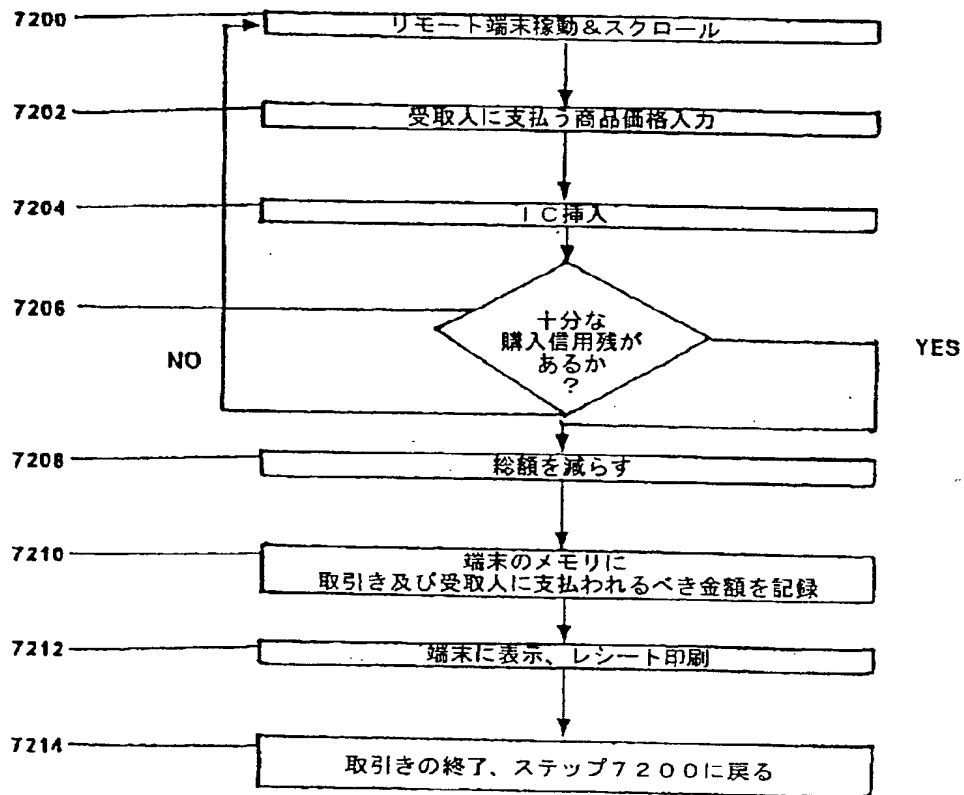 7200
リモート端末稼動&スクロール
7202
受取人に支払う商品価格入力
7204
IC挿入
7206
十分な
購入信用残が
あるか
?
NO
YES
7208
総額を減らす
7210
端末のメモリに
取引き及び受取人に支払われるべき金額を記録
7212
端末に表示、レシート印刷
7214
取引きの終了、ステップ7200に戻る